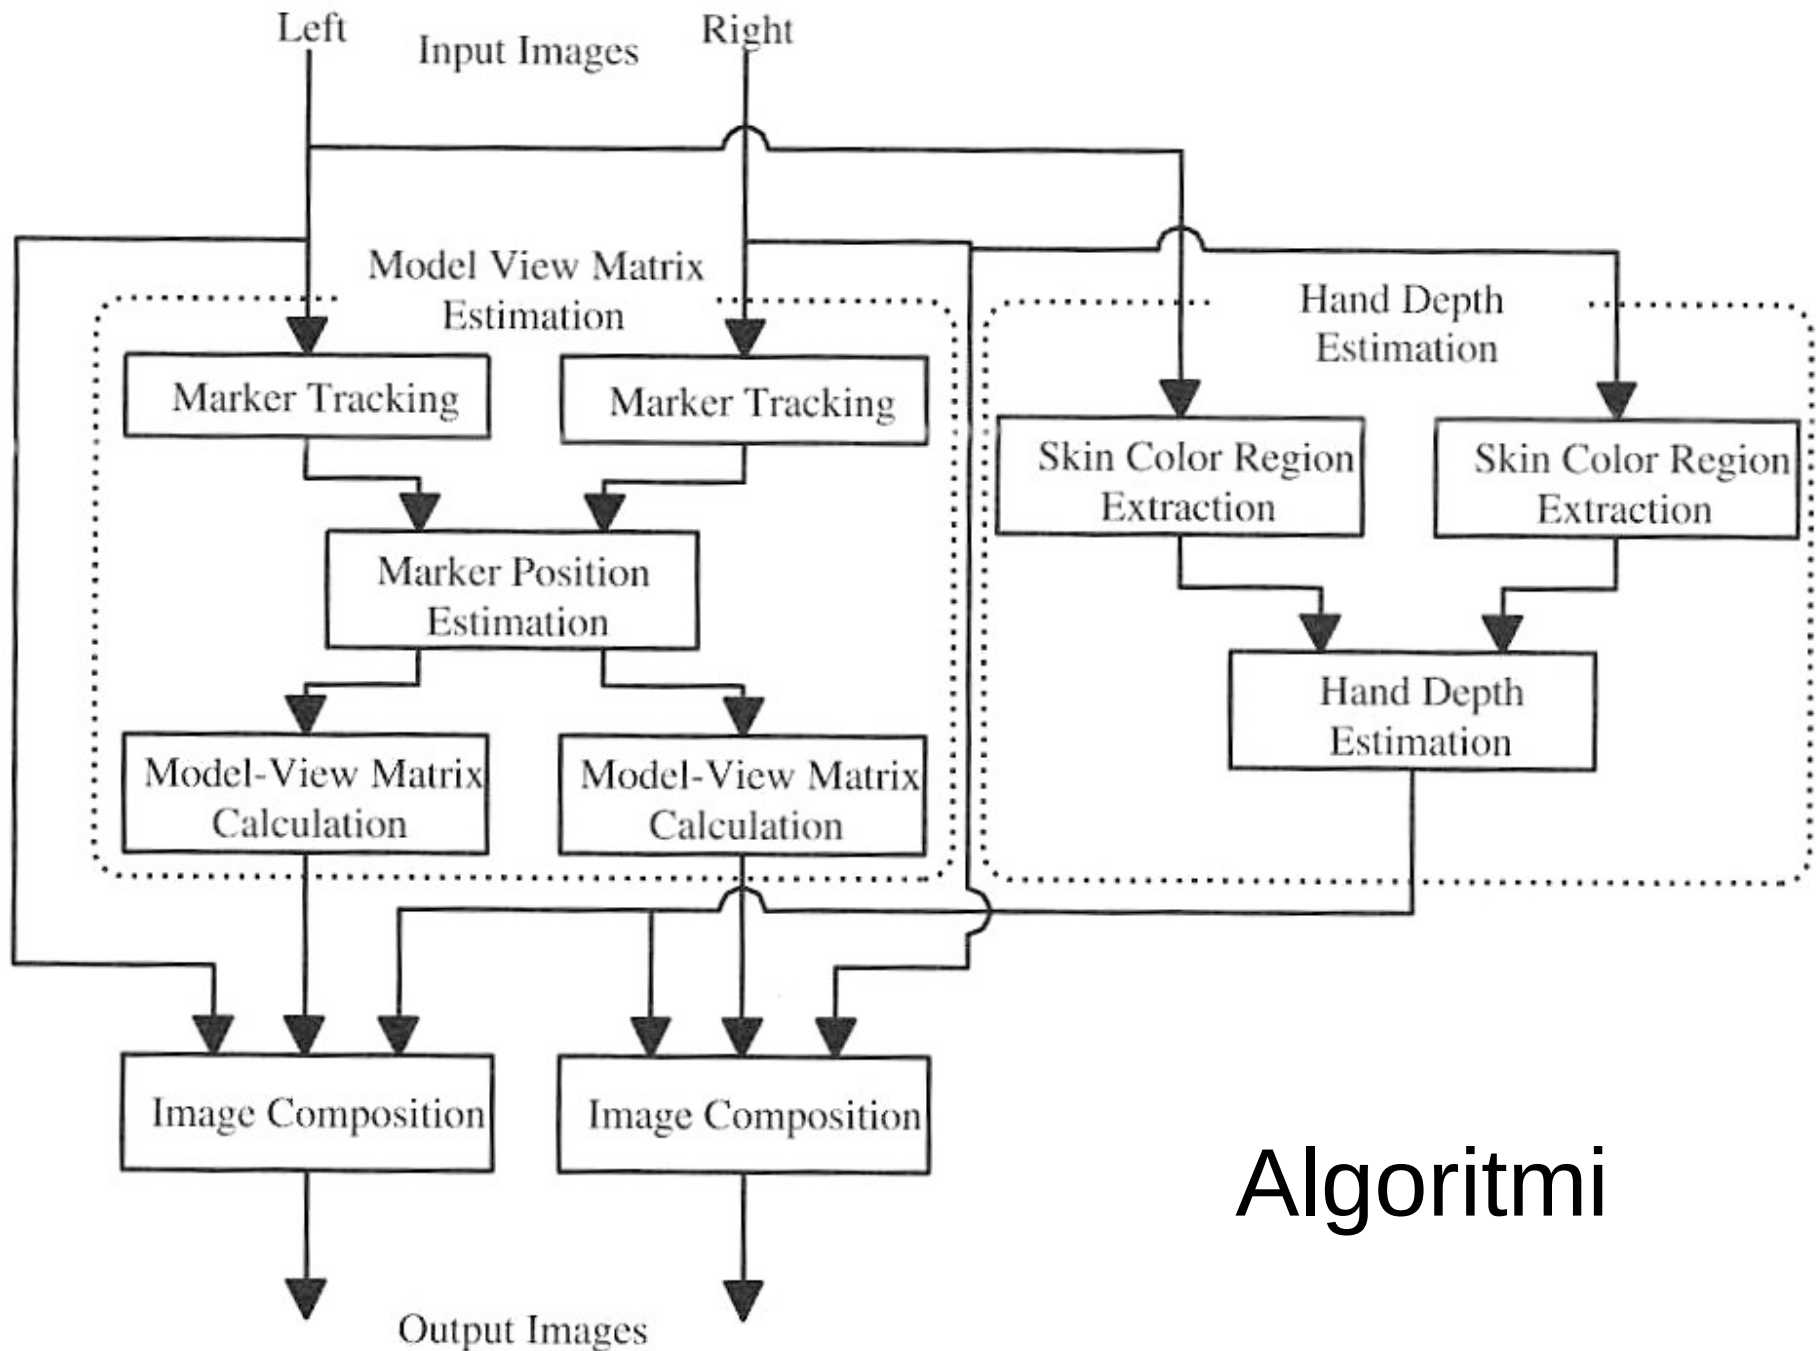 Left
Input Images
Right
Model View Matrix
Estimation
Hand Depth
Estimation
Marker Tracking
Marker Tracking
Skin Color Region
Extraction
Skin Color Region
Extraction
Marker Position
Estimation
Hand Depth
Estimation
Model-View Matrix
Calculation
Model-View Matrix
Calculation
Image Composition
Image Composition
Algoritmi
Output Images